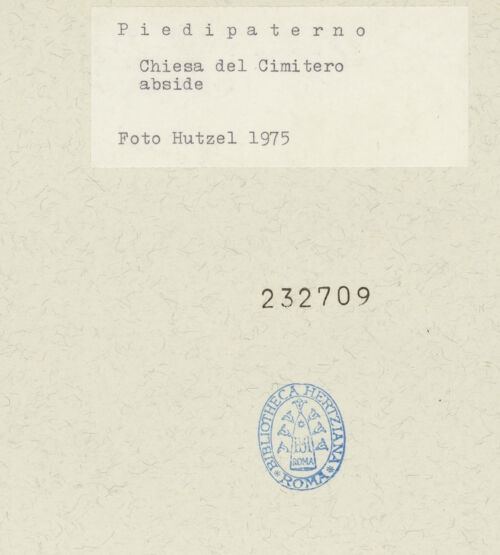 Piedipaterno
Chiesa del Cimitero
abside
Foto Hutzel 1975
232709
BIBLIOTHECA HERTZIANA
ROMA
ROMA